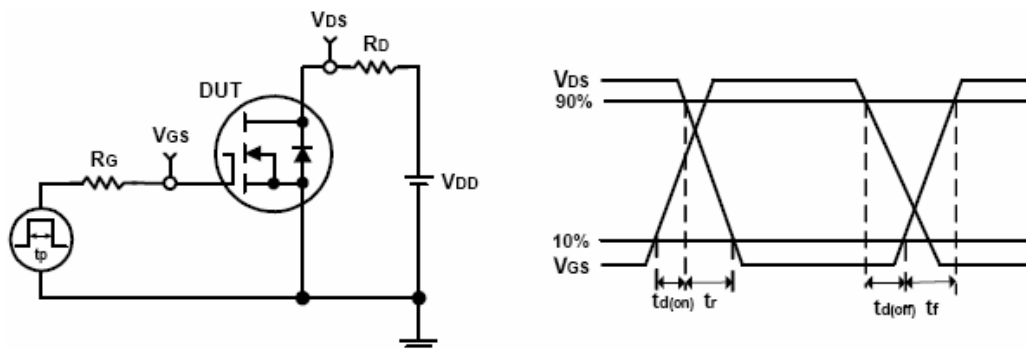 VDS
RD
DUT
VGS
RG
VDD
tp
VDS
90%
10%
VGS
td(on) tr
td(off) tf